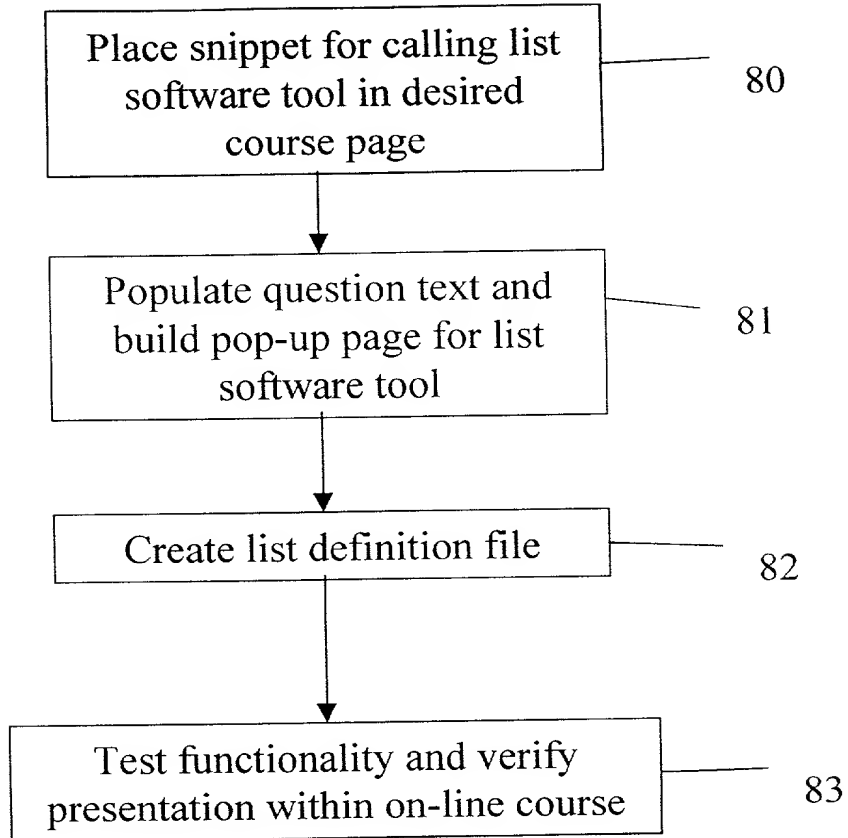 Place snippet for calling list
software tool in desired
course page
80
Populate question text and
build pop-up page for list
software tool
81
Create list definition file
82
Test functionality and verify
presentation within on-line course
83